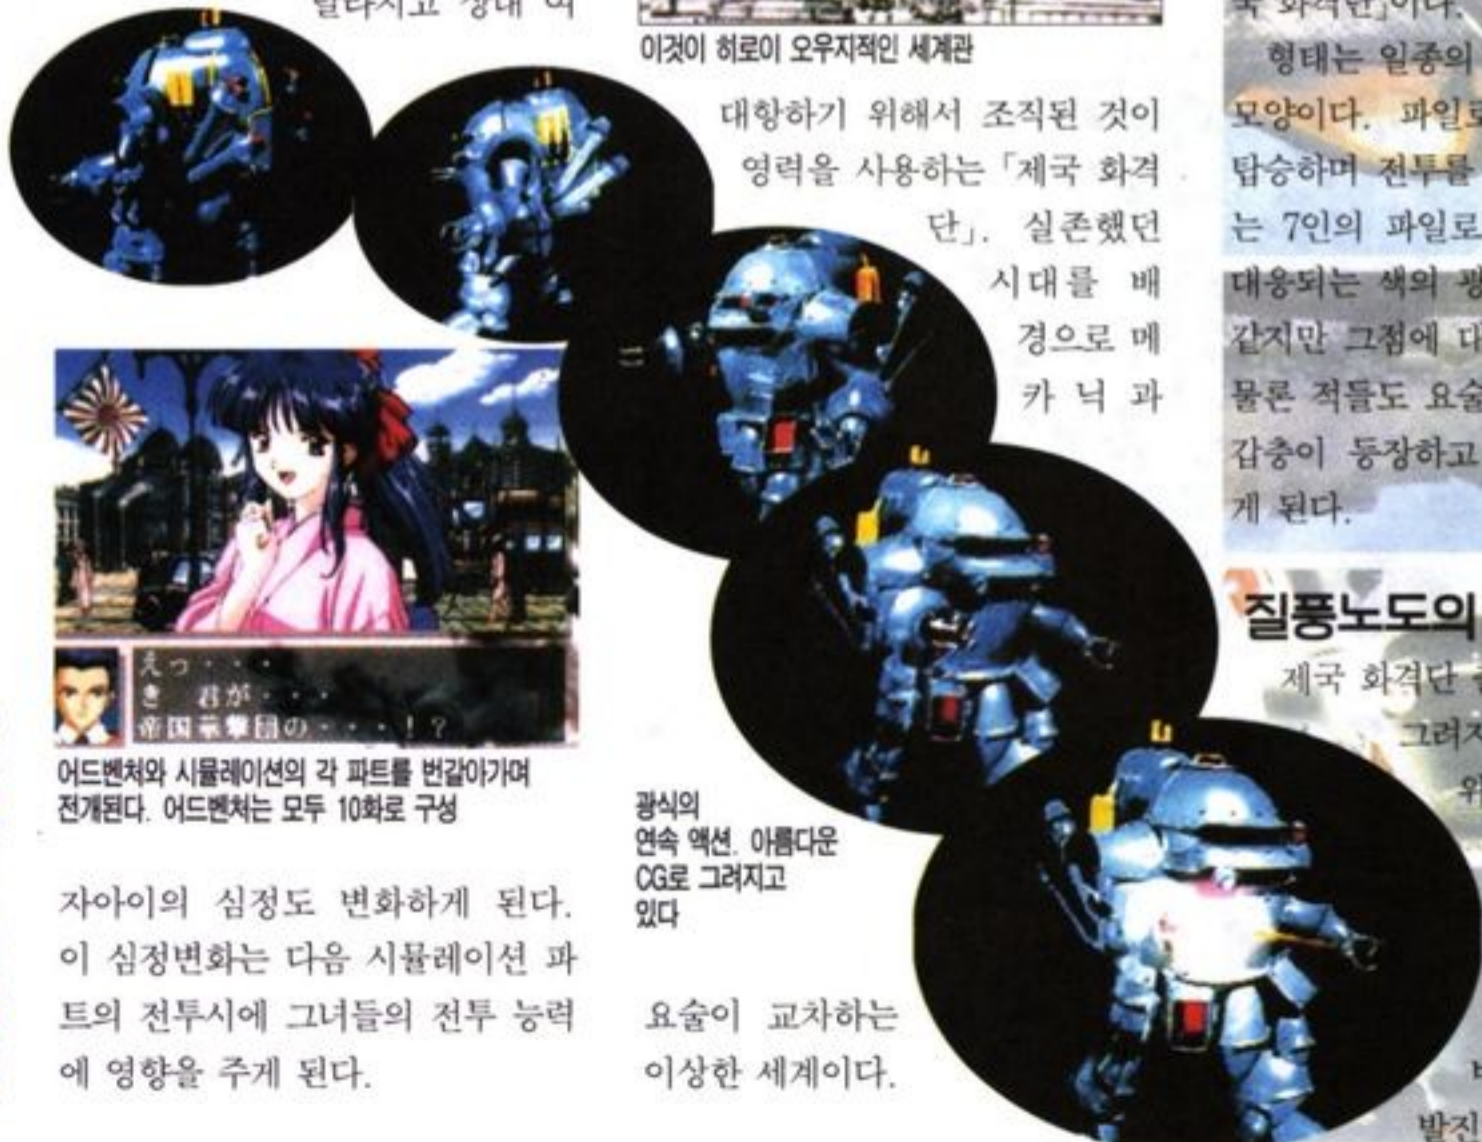 자아이의 심정도 변화하게 된다.
이 심정변화는 다음 시뮬레이션 파
트의 전투시에 그녀들의 전투 능력
에 영향을 주게 된다.
えっ・・・
き 君が・・・
帝国華撃団の・・・！？
어드벤처와 시뮬레이션의 각 파트를 번갈아가며
전개된다. 어드벤처는 모두 10화로 구성
이것이 히로이 오우지적인 세계관
대항하기 위해서 조직된 것이
영력을 사용하는 「제국 화격
단」. 실존했던
시대를 배
경으로 메
카 닉 과
요술이 교차하는
이상한 세계이다.
광식의
연속 액션. 아름다운
CG로 그려지고
있다
국 화격단」이다.
형태는 일종의
모양이다. 파일로
탑승하며 전투를
는 7인의 파일로
대응되는 색의
같지만 그점에 대
물론 적들도 요술
갑충이 등장하고
게 된다.
질풍노도의
제국 화격단
그려지
발진